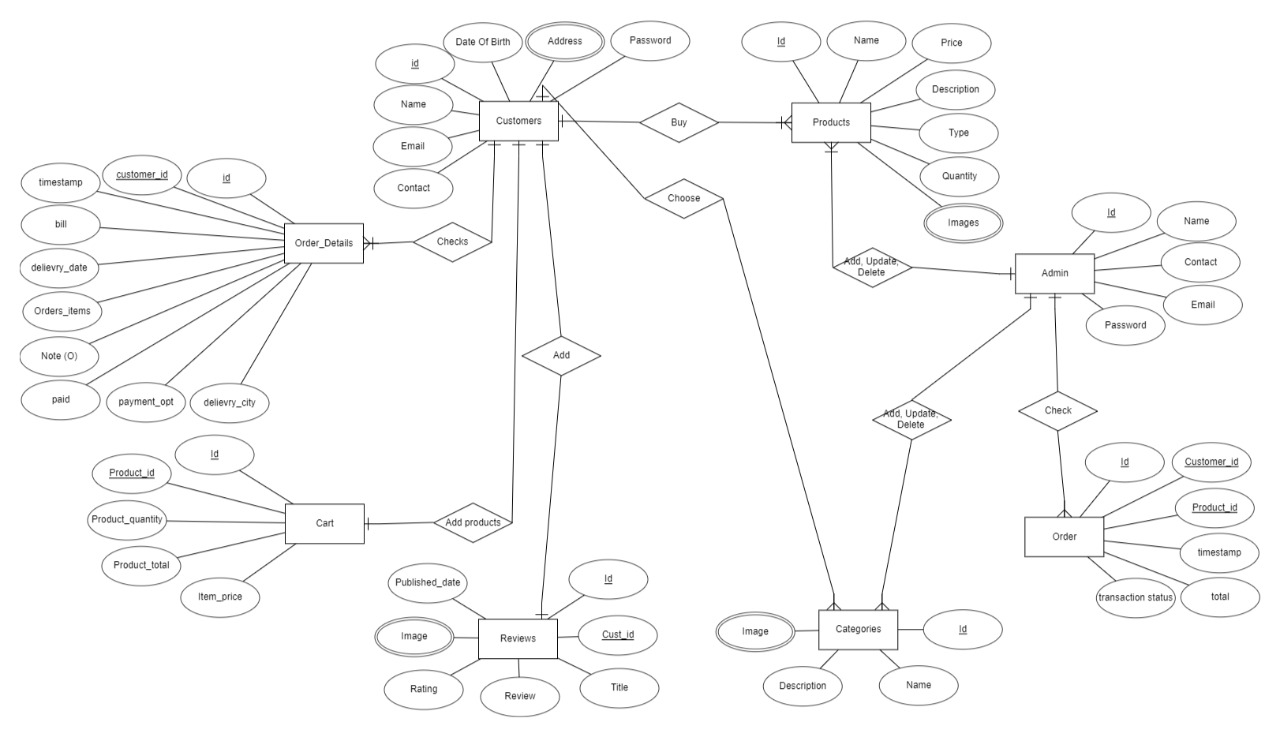 Date Of Birth
Address
Password
id
Name
Email
Contact
Customers
Buy
Id
Name
Price
Description
Type
Quantity
Images
Products
Choose
customer_id
id
timestamp
bill
delievry_date
Orders_items
Note (O)
paid
payment_opt
delievry_city
Order_Details
Checks
Add, Update,
Delete
Id
Name
Contact
Email
Password
Admin
Add
Add, Update,
Delete
Check
Id
Product_id
Product_quantity
Product_total
Item_price
Cart
Add products
Id
Customer_id
Product_id
timestamp
total
transaction status
Order
Published_date
Id
Image
Cust_id
Rating
Review
Title
Reviews
Image
Categories
Id
Description
Name